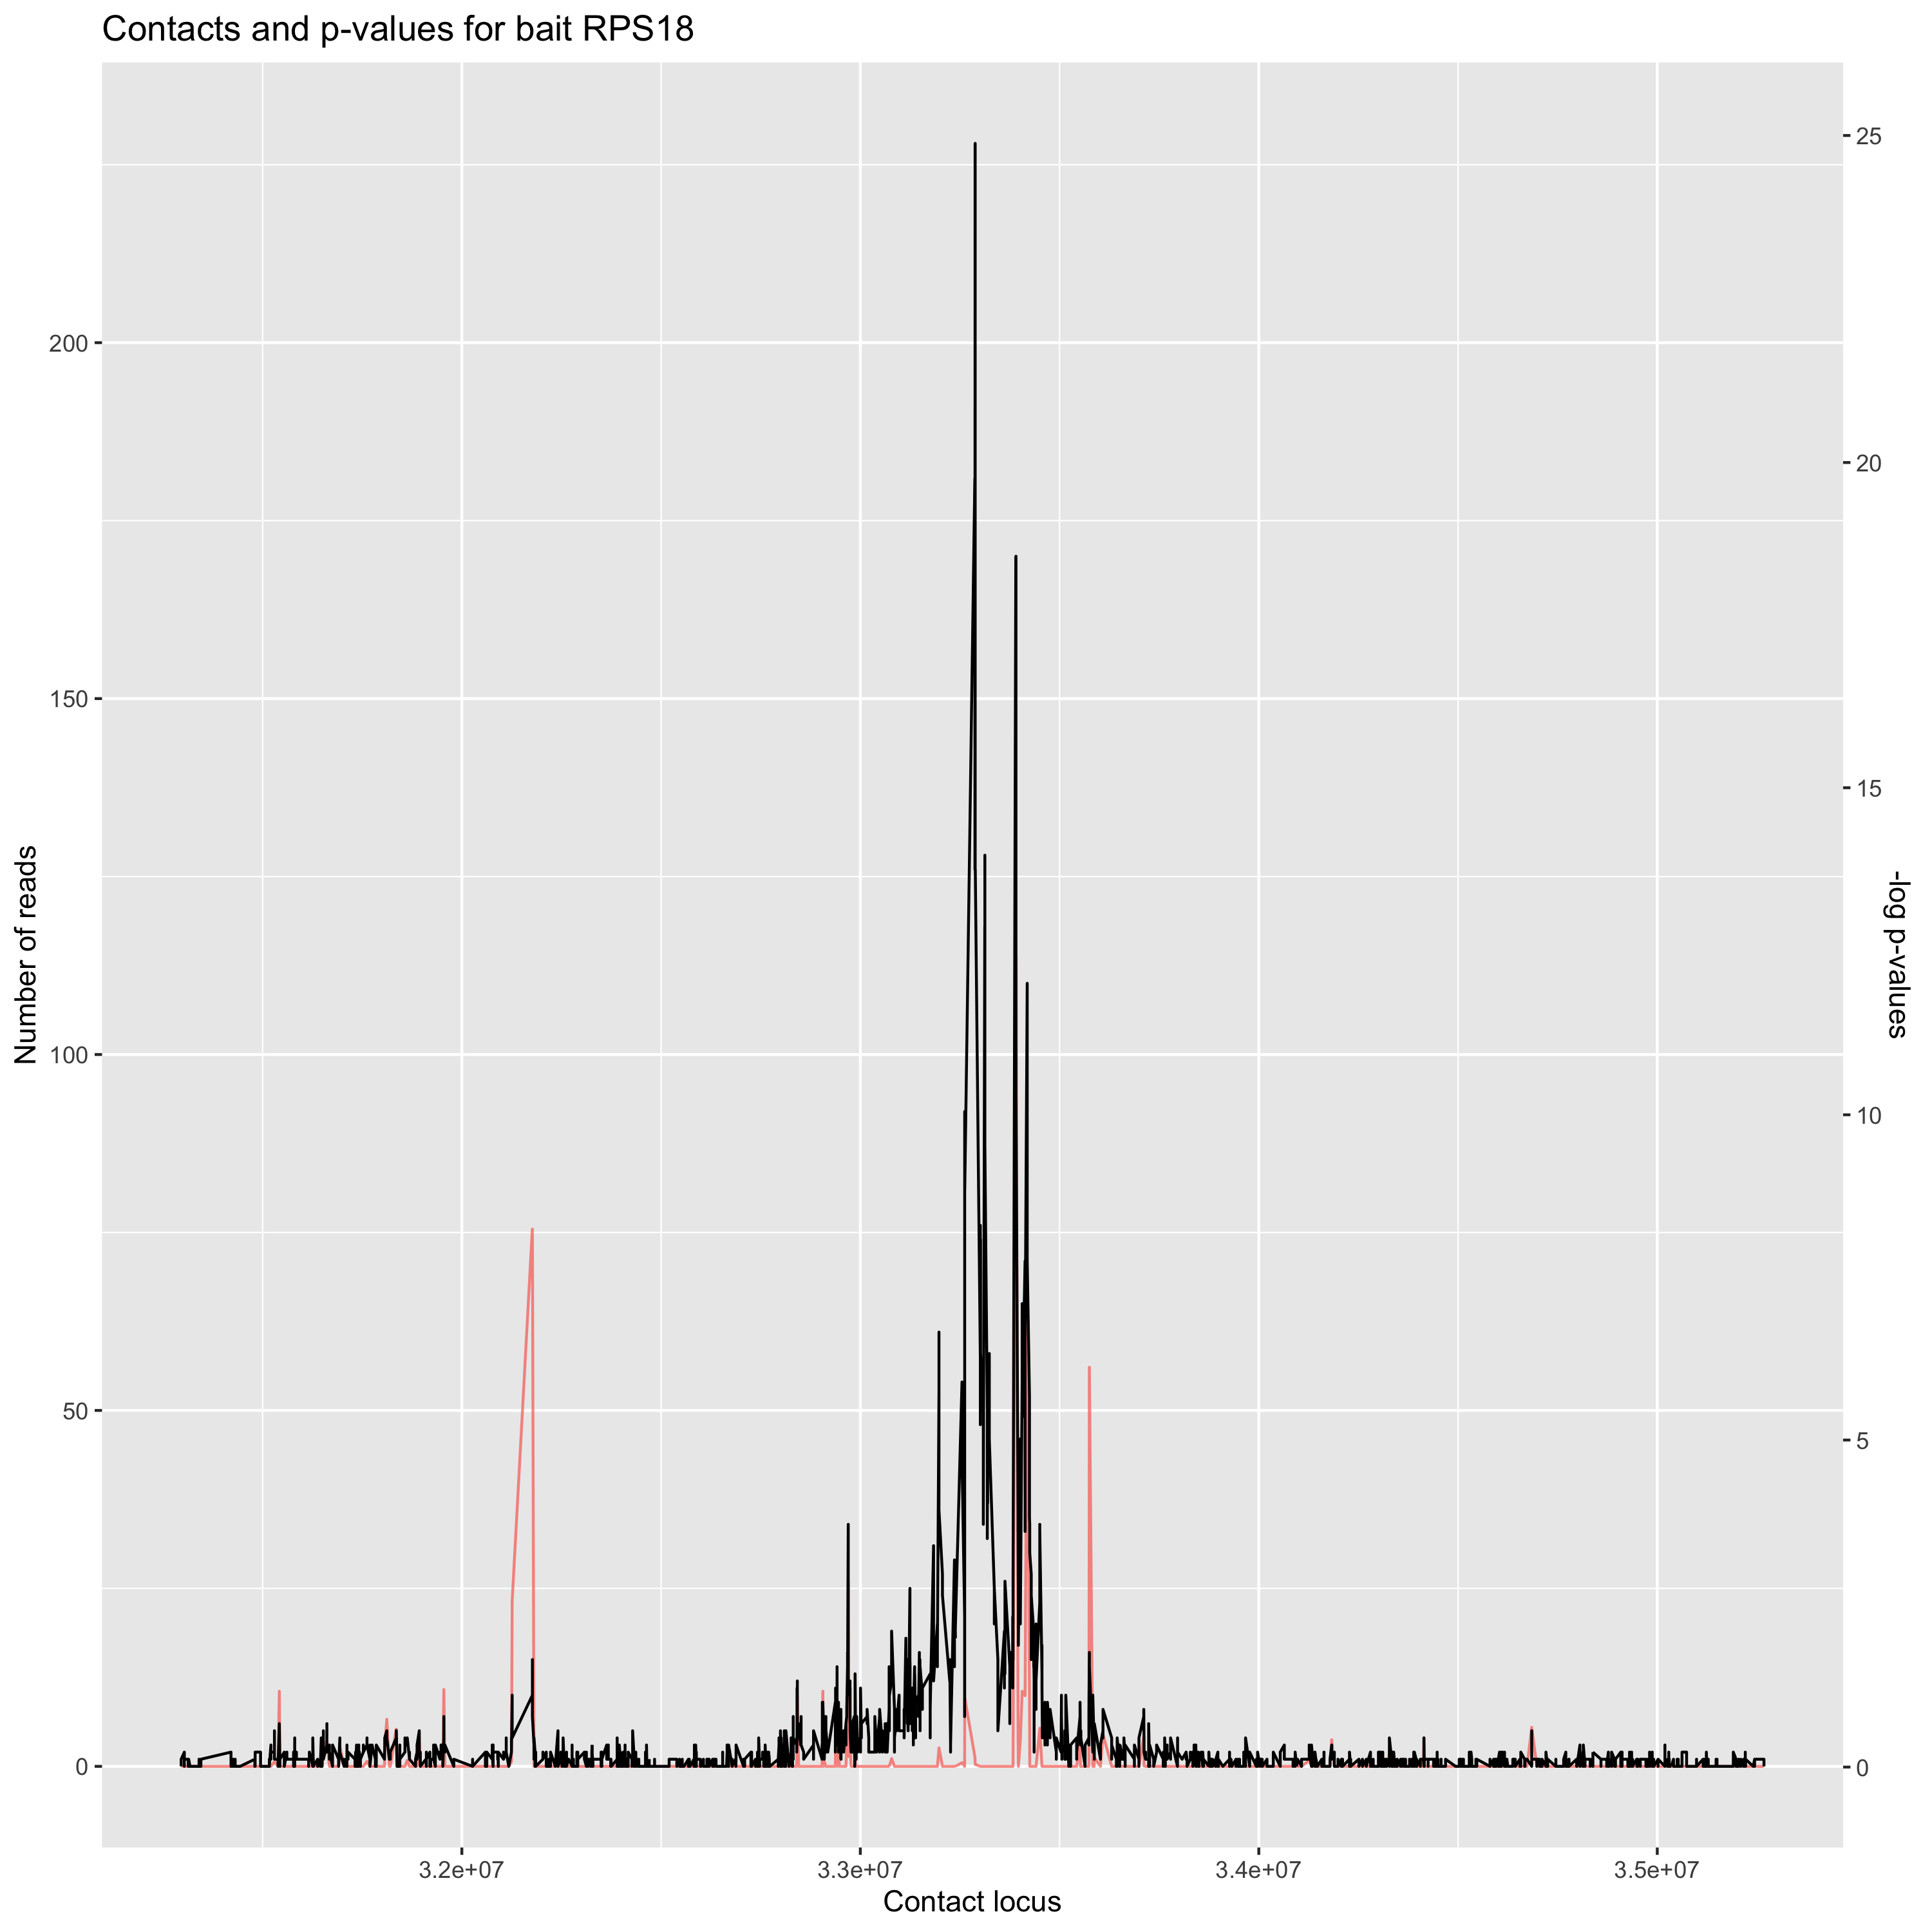 Contacts and p-values for bait RPS18
Number of reads
200
150
100
50
0
25
20
15
10
5
0
-log p-values
3.2e+07
3.3e+07
3.4e+07
3.5e+07
Contact locus